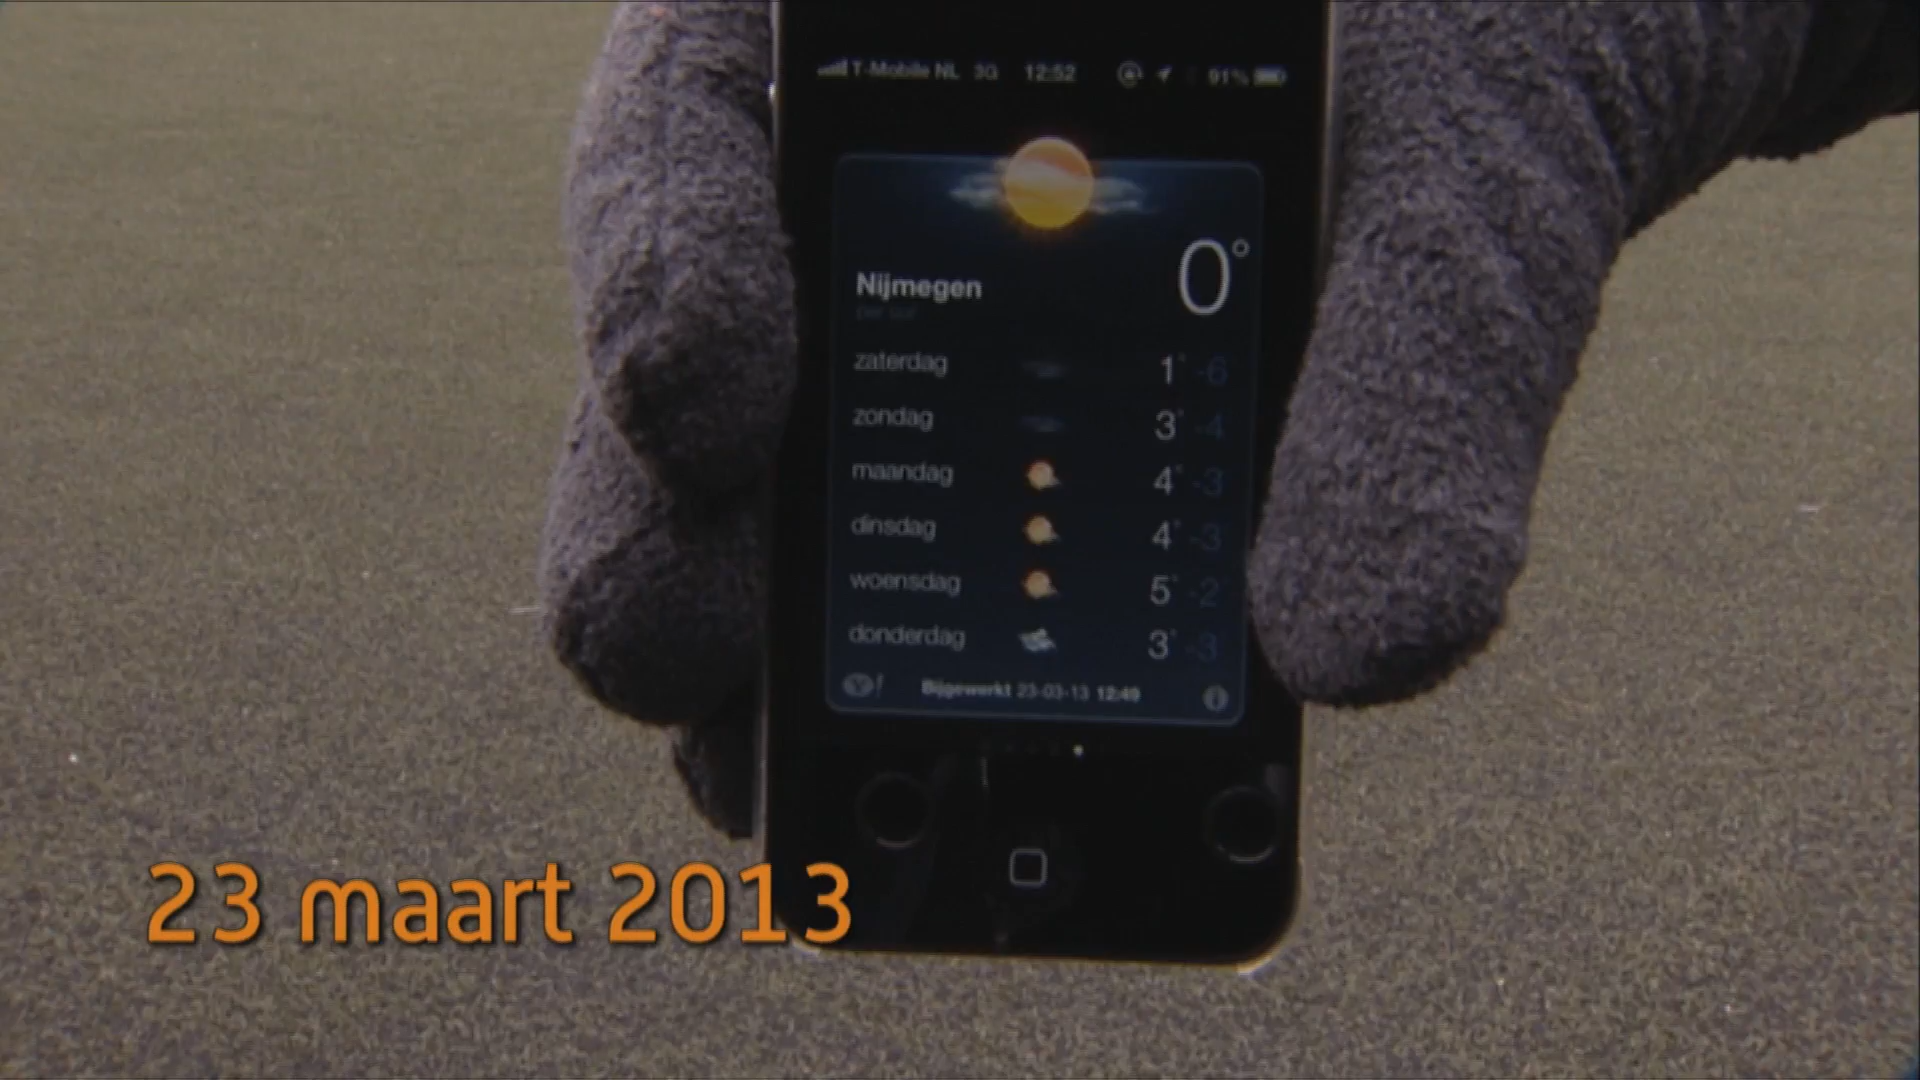 T-Mobile NL 3G 12:52 91%
0°
Nijmegen
zaterdag 1° -6
zondag 3° -4
maandag 4° -3
dinsdag 4° -3
woensdag 5° -2
donderdag 3° -3
Y! Bijgewerkt 23-03-13 12:49
23 maart 2013